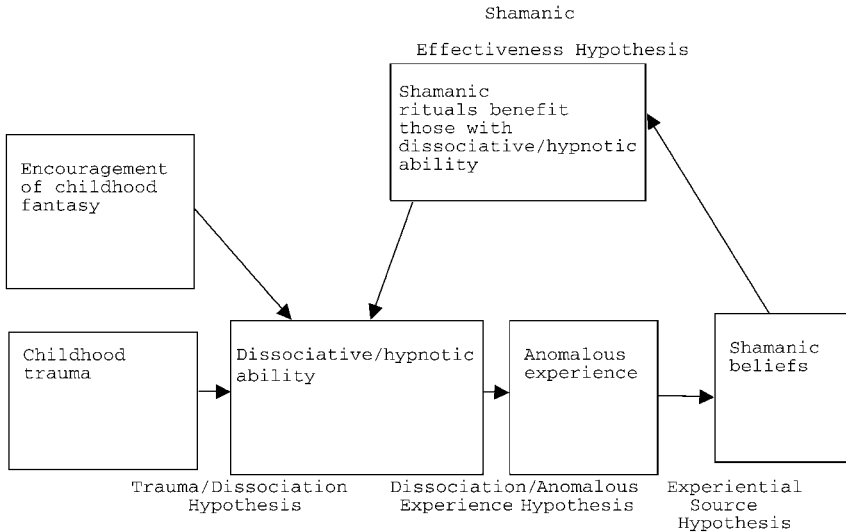 Shamanic
Effectiveness Hypothesis
Shamanic
rituals benefit
those with
dissociative/hypnotic
ability
Encouragement
of childhood
fantasy
Childhood
trauma
Dissociative/hypnotic
ability
Anomalous
experience
Shamanic
beliefs
Trauma/Dissociation
Hypothesis
Dissociation/Anomalous
Experience Hypothesis
Experiential
Source
Hypothesis